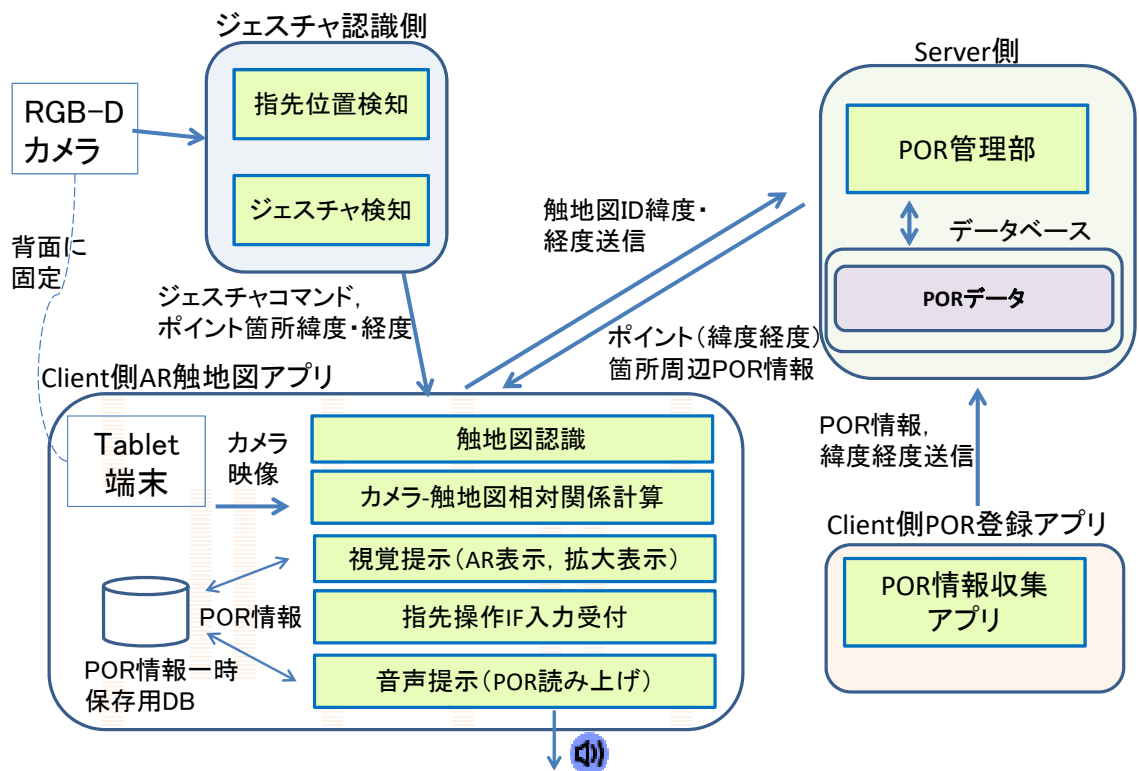 ジェスチャ認識側
RGB-D
カメラ
指先位置検知
ジェスチャ検知
背面に
固定
ジェスチャコマンド,
ポイント箇所緯度・経度
触地図ID緯度・
経度送信
ポイント（緯度経度）
箇所周辺POR情報
Server側
POR管理部
データベース
PORデータ
POR情報,
緯度経度送信
Client側POR登録アプリ
POR情報収集
アプリ
Client側AR触地図アプリ
Tablet
端末
カメラ
映像
触地図認識
カメラ-触地図相対関係計算
視覚提示（AR表示, 拡大表示）
指先操作IF入力受付
音声提示（POR読み上げ）
POR情報
POR情報一時
保存用DB